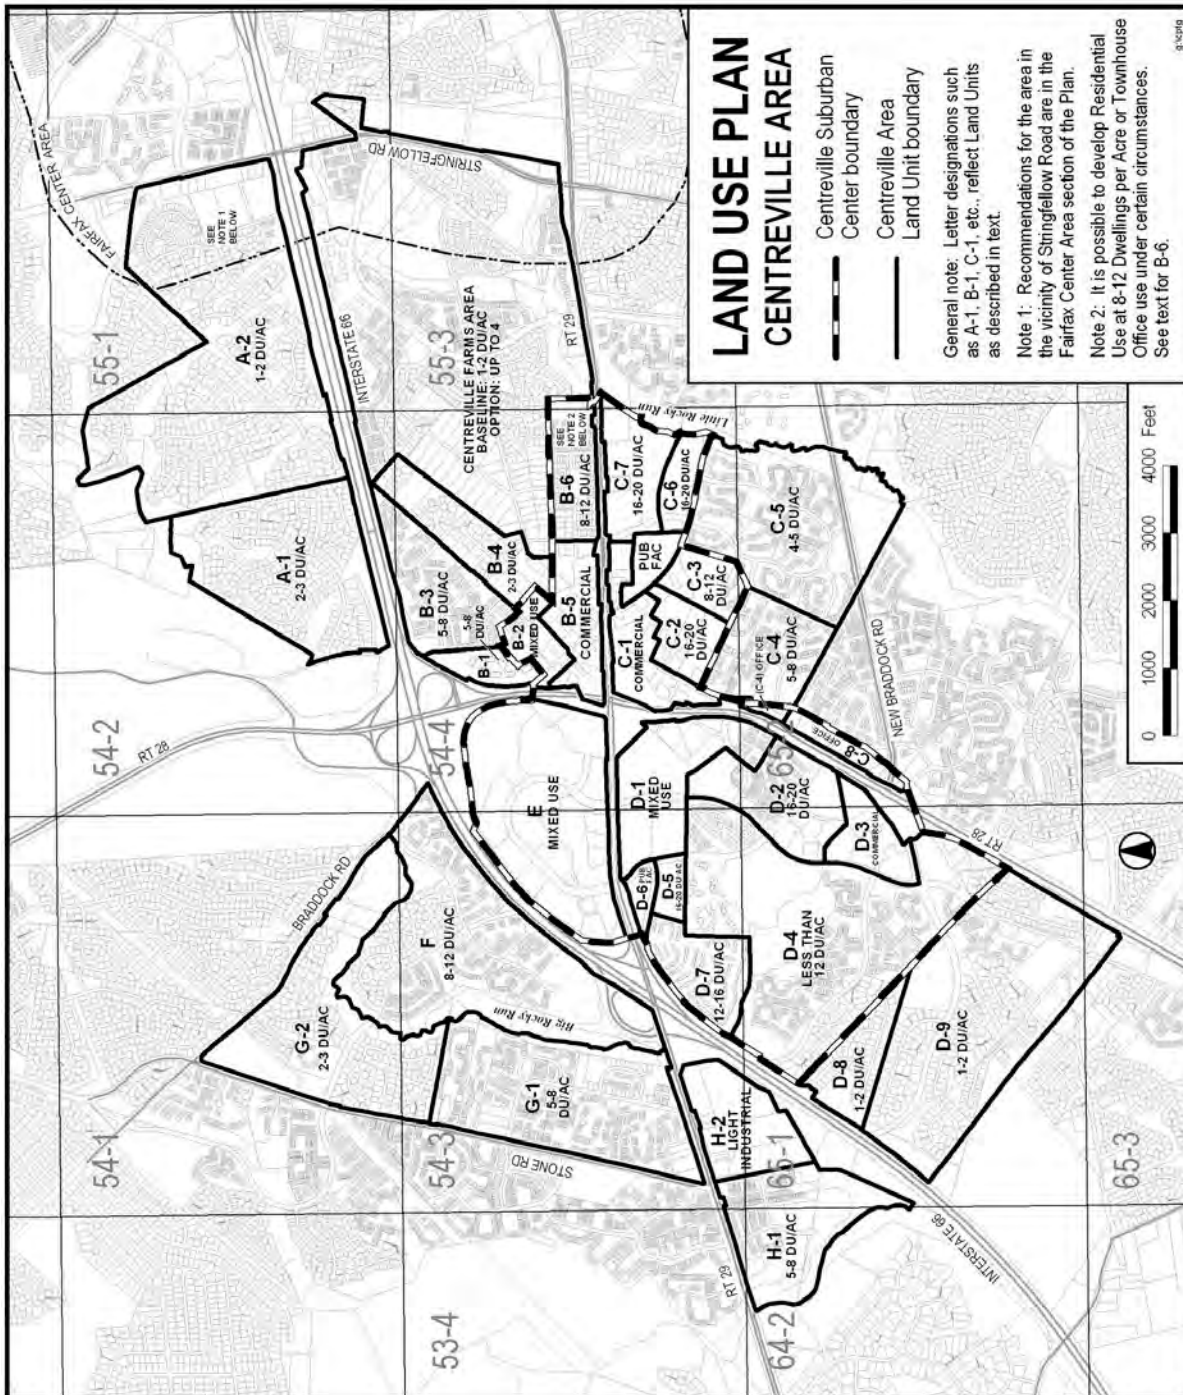 LAND USE PLAN
CENTREVILLE AREA
Centreville Suburban
Center boundary
Centreville Area
Land Unit boundary
General note: Letter designations such
as A-1, B-1, C-1, etc., reflect Land Units
as described in text.
Note 1: Recommendations for the area in
the vicinity of Stringfellow Road are in the
Fairfax Center Area section of the Plan.
Note 2: It is possible to develop Residential
Use at 8-12 Dwellings per Acre or Townhouse
Office use under certain circumstances.
See text for B-6.
0 1000 2000 3000 4000 Feet
54-1
54-2
55-1
53-4
54-3
54-4
55-3
64-2
65-1
65-3
FAIRFAX CENTER AREA
SEE
NOTE 1
BELOW
STRINGFELLOW RD
A-2
1-2 DU/AC
A-1
2-3 DU/AC
INTERSTATE 66
CENTREVILLE FARMS AREA
BASELINE: 1-2 DU/AC
OPTION: UP TO 4
RT 29
RT 28
BRADDOCK RD
G-2
2-3 DU/AC
F
8-12 DU/AC
Big Rocky Run
G-1
5-8
DU/AC
STONE RD
E
MIXED USE
B-3
5-8 DU/AC
5-8
DU/AC
B-1
B-4
2-3 DU/AC
B-2
MIXED USE
B-5
COMMERCIAL
B-6
8-12 DU/AC
SEE
NOTE 2
BELOW
C-7
16-20 DU/AC
C-6
16-20 DU/AC
Little Rocky Run
PUB
FAC
C-1
COMMERCIAL
C-2
16-20
DU/AC
C-3
8-12
DU/AC
C-5
4-5 DU/AC
C-4
5-8 DU/AC
(C-4) OFFICE
C-8
OFFICE
NEW BRADDOCK RD
D-1
MIXED
USE
D-2
16-20
DU/AC
D-3
COMMERCIAL
65
RT 28
D-6
PUB
FAC
D-5
16-20 DU/AC
D-7
12-16 DU/AC
D-4
LESS THAN
12 DU/AC
D-8
1-2 DU/AC
D-9
1-2 DU/AC
H-2
LIGHT
INDUSTRIAL
H-1
5-8 DU/AC
RT 29
INTERSTATE 66